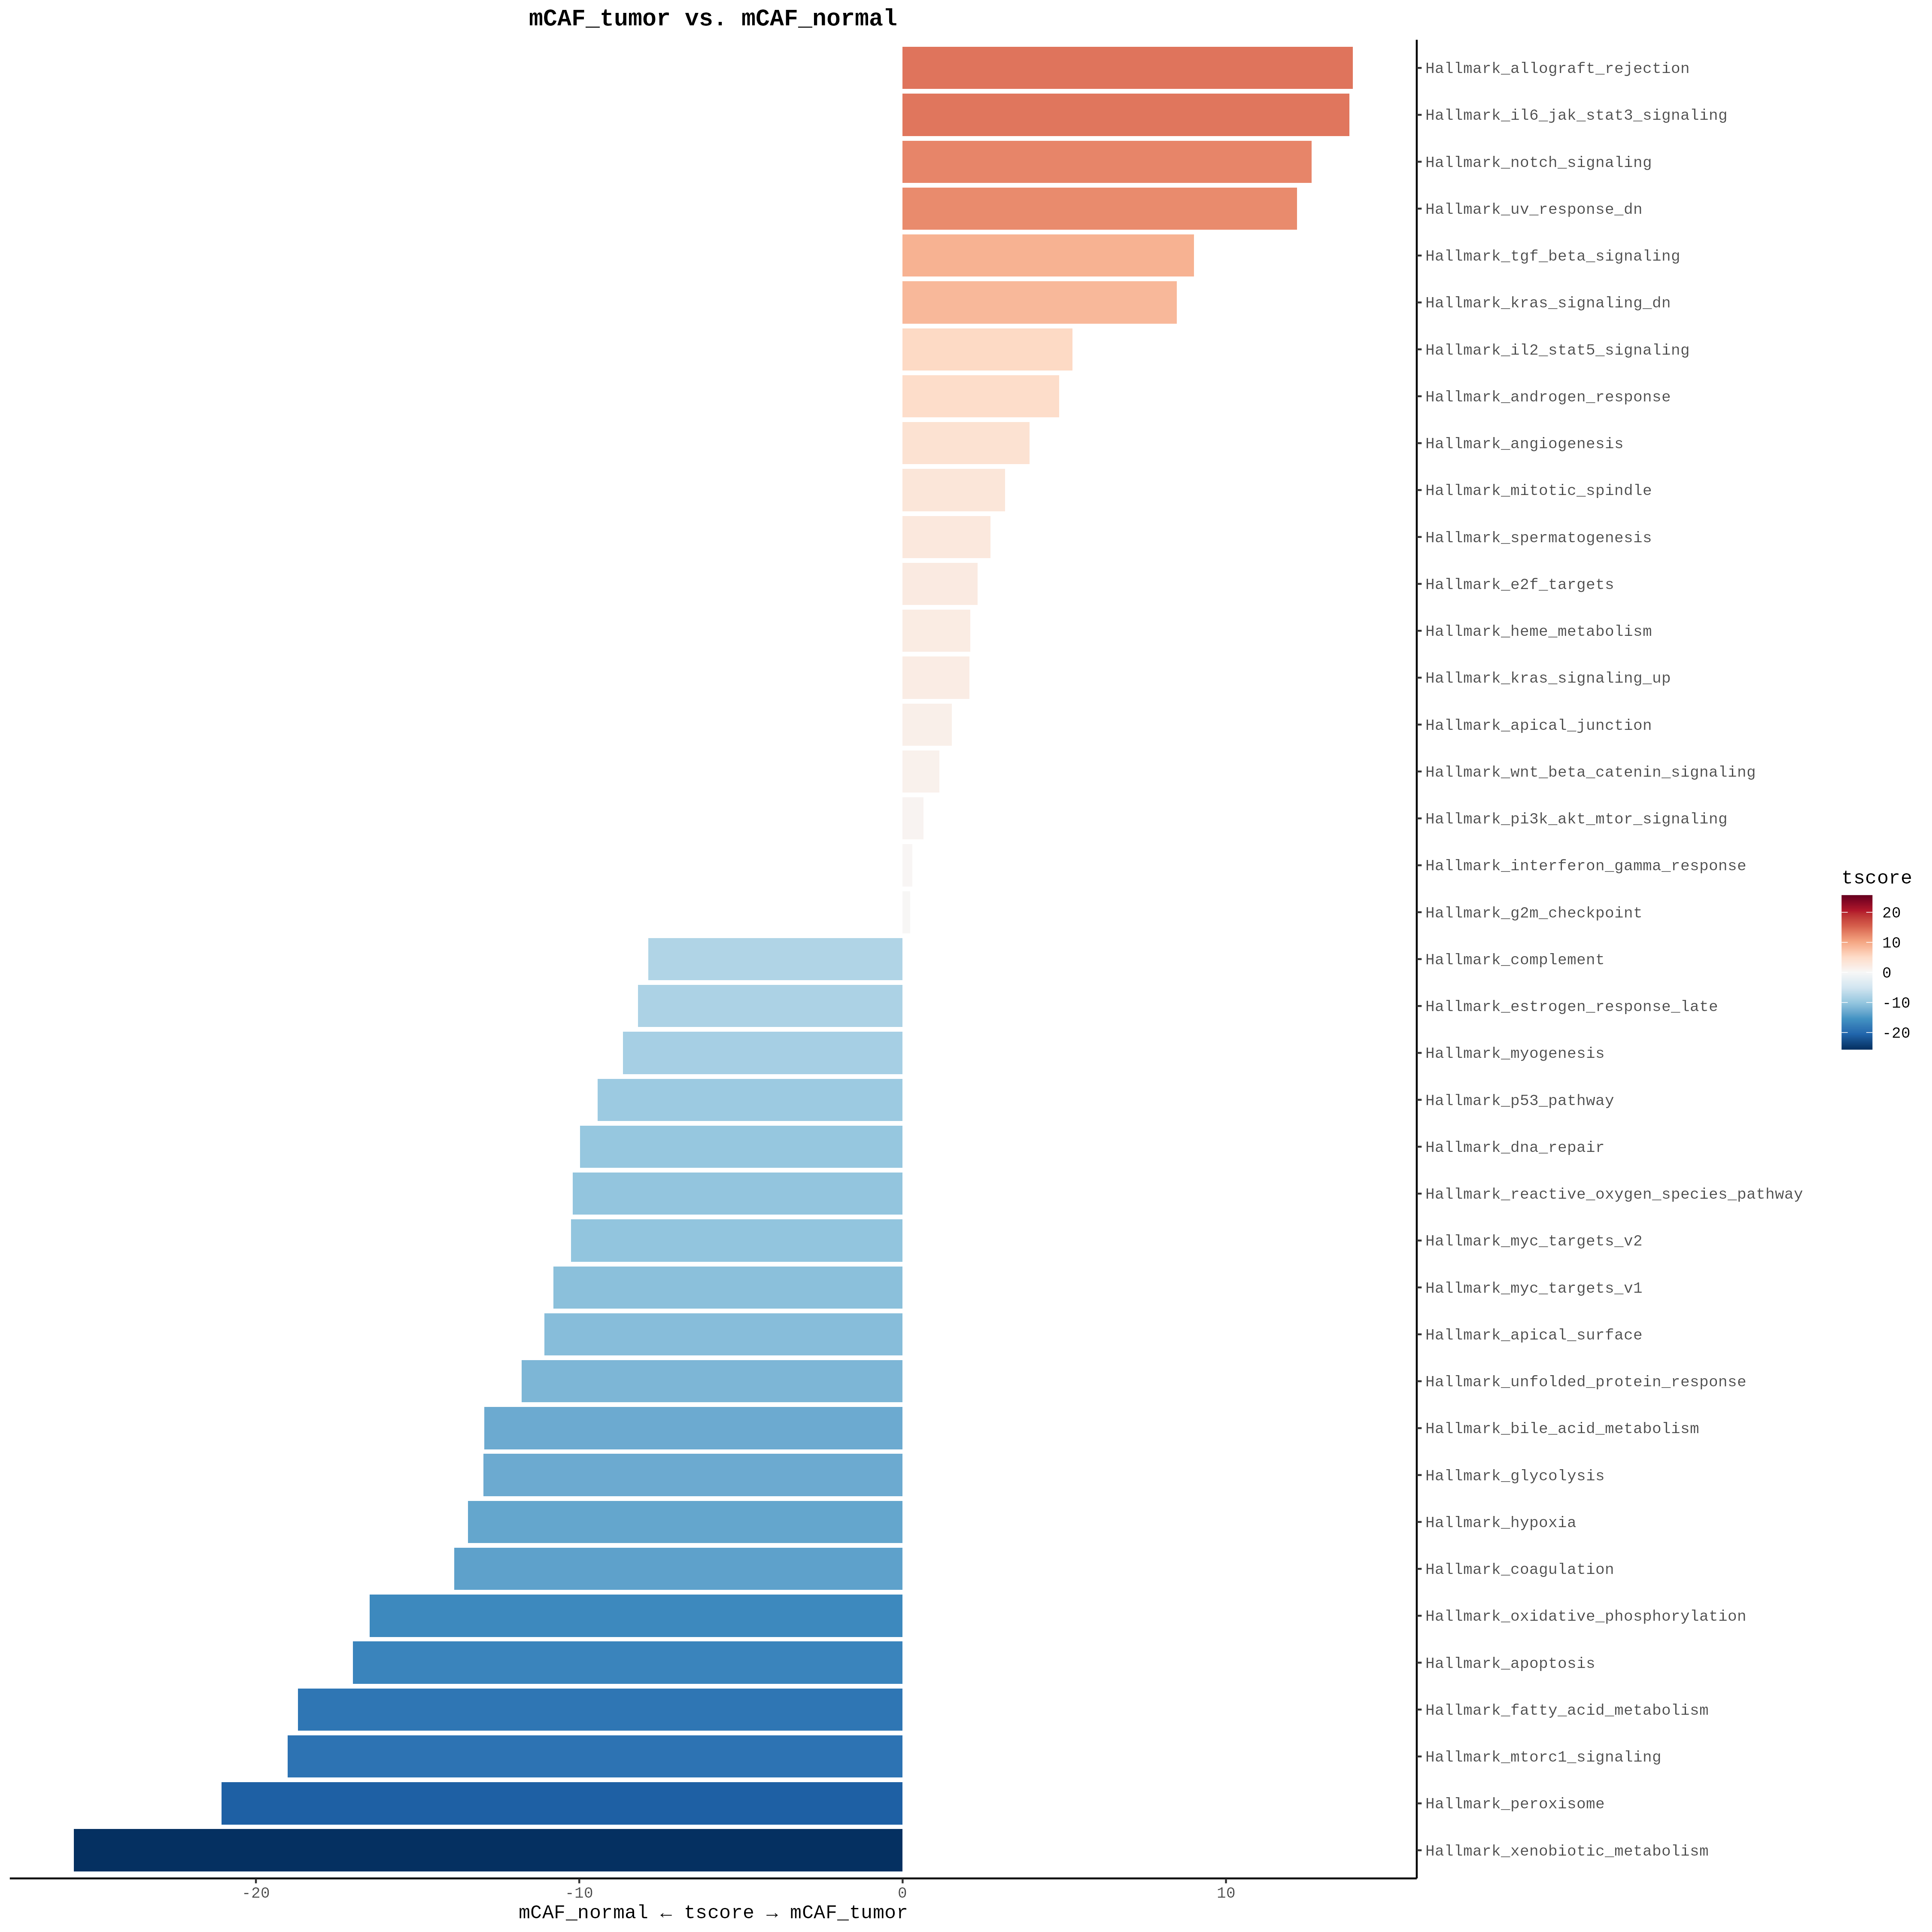 mCAF_tumor vs. mCAF_normal
Hallmark_allograft_rejection
Hallmark_il6_jak_stat3_signaling
Hallmark_notch_signaling
Hallmark_uv_response_dn
Hallmark_tgf_beta_signaling
Hallmark_kras_signaling_dn
Hallmark_il2_stat5_signaling
Hallmark_androgen_response
Hallmark_angiogenesis
Hallmark_mitotic_spindle
Hallmark_spermatogenesis
Hallmark_e2f_targets
Hallmark_heme_metabolism
Hallmark_kras_signaling_up
Hallmark_apical_junction
Hallmark_wnt_beta_catenin_signaling
Hallmark_pi3k_akt_mtor_signaling
Hallmark_interferon_gamma_response
Hallmark_g2m_checkpoint
Hallmark_complement
Hallmark_estrogen_response_late
Hallmark_myogenesis
Hallmark_p53_pathway
Hallmark_dna_repair
Hallmark_reactive_oxygen_species_pathway
Hallmark_myc_targets_v2
Hallmark_myc_targets_v1
Hallmark_apical_surface
Hallmark_unfolded_protein_response
Hallmark_bile_acid_metabolism
Hallmark_glycolysis
Hallmark_hypoxia
Hallmark_coagulation
Hallmark_oxidative_phosphorylation
Hallmark_apoptosis
Hallmark_fatty_acid_metabolism
Hallmark_mtorc1_signaling
Hallmark_peroxisome
Hallmark_xenobiotic_metabolism
-20 -10 0 10
mCAF_normal ← tscore → mCAF_tumor
tscore
20
10
0
-10
-20